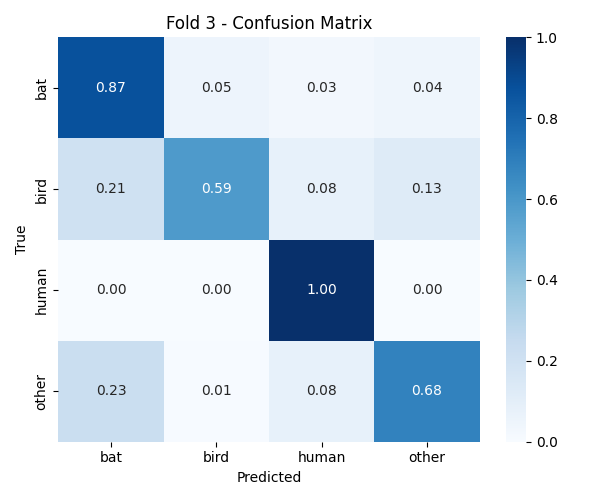 Fold 3 - Confusion Matrix
True
bat 0.87 0.05 0.03 0.04
bird 0.21 0.59 0.08 0.13
human 0.00 0.00 1.00 0.00
other 0.23 0.01 0.08 0.68
bat bird human other
Predicted
1.0
0.8
0.6
0.4
0.2
0.0